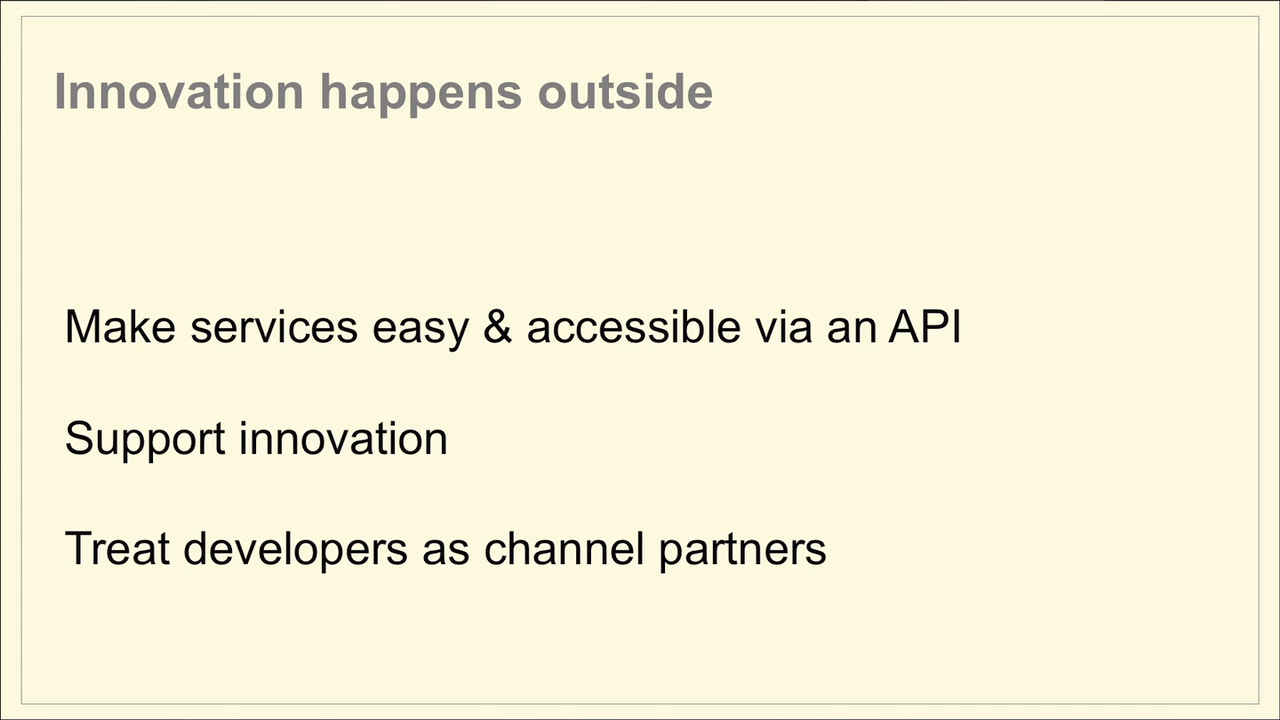 Innovation happens outside
Make services easy & accessible via an API
Support innovation
Treat developers as channel partners